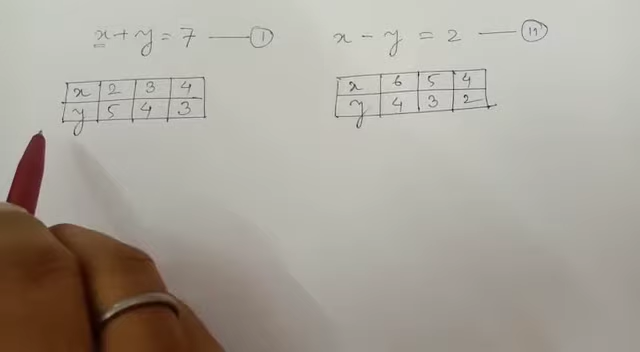 x + y = 7 —— (i)
x - y = 2 —— (ii)
x 2 3 4
y 5 4 3
x 6 5 4
y 4 3 2